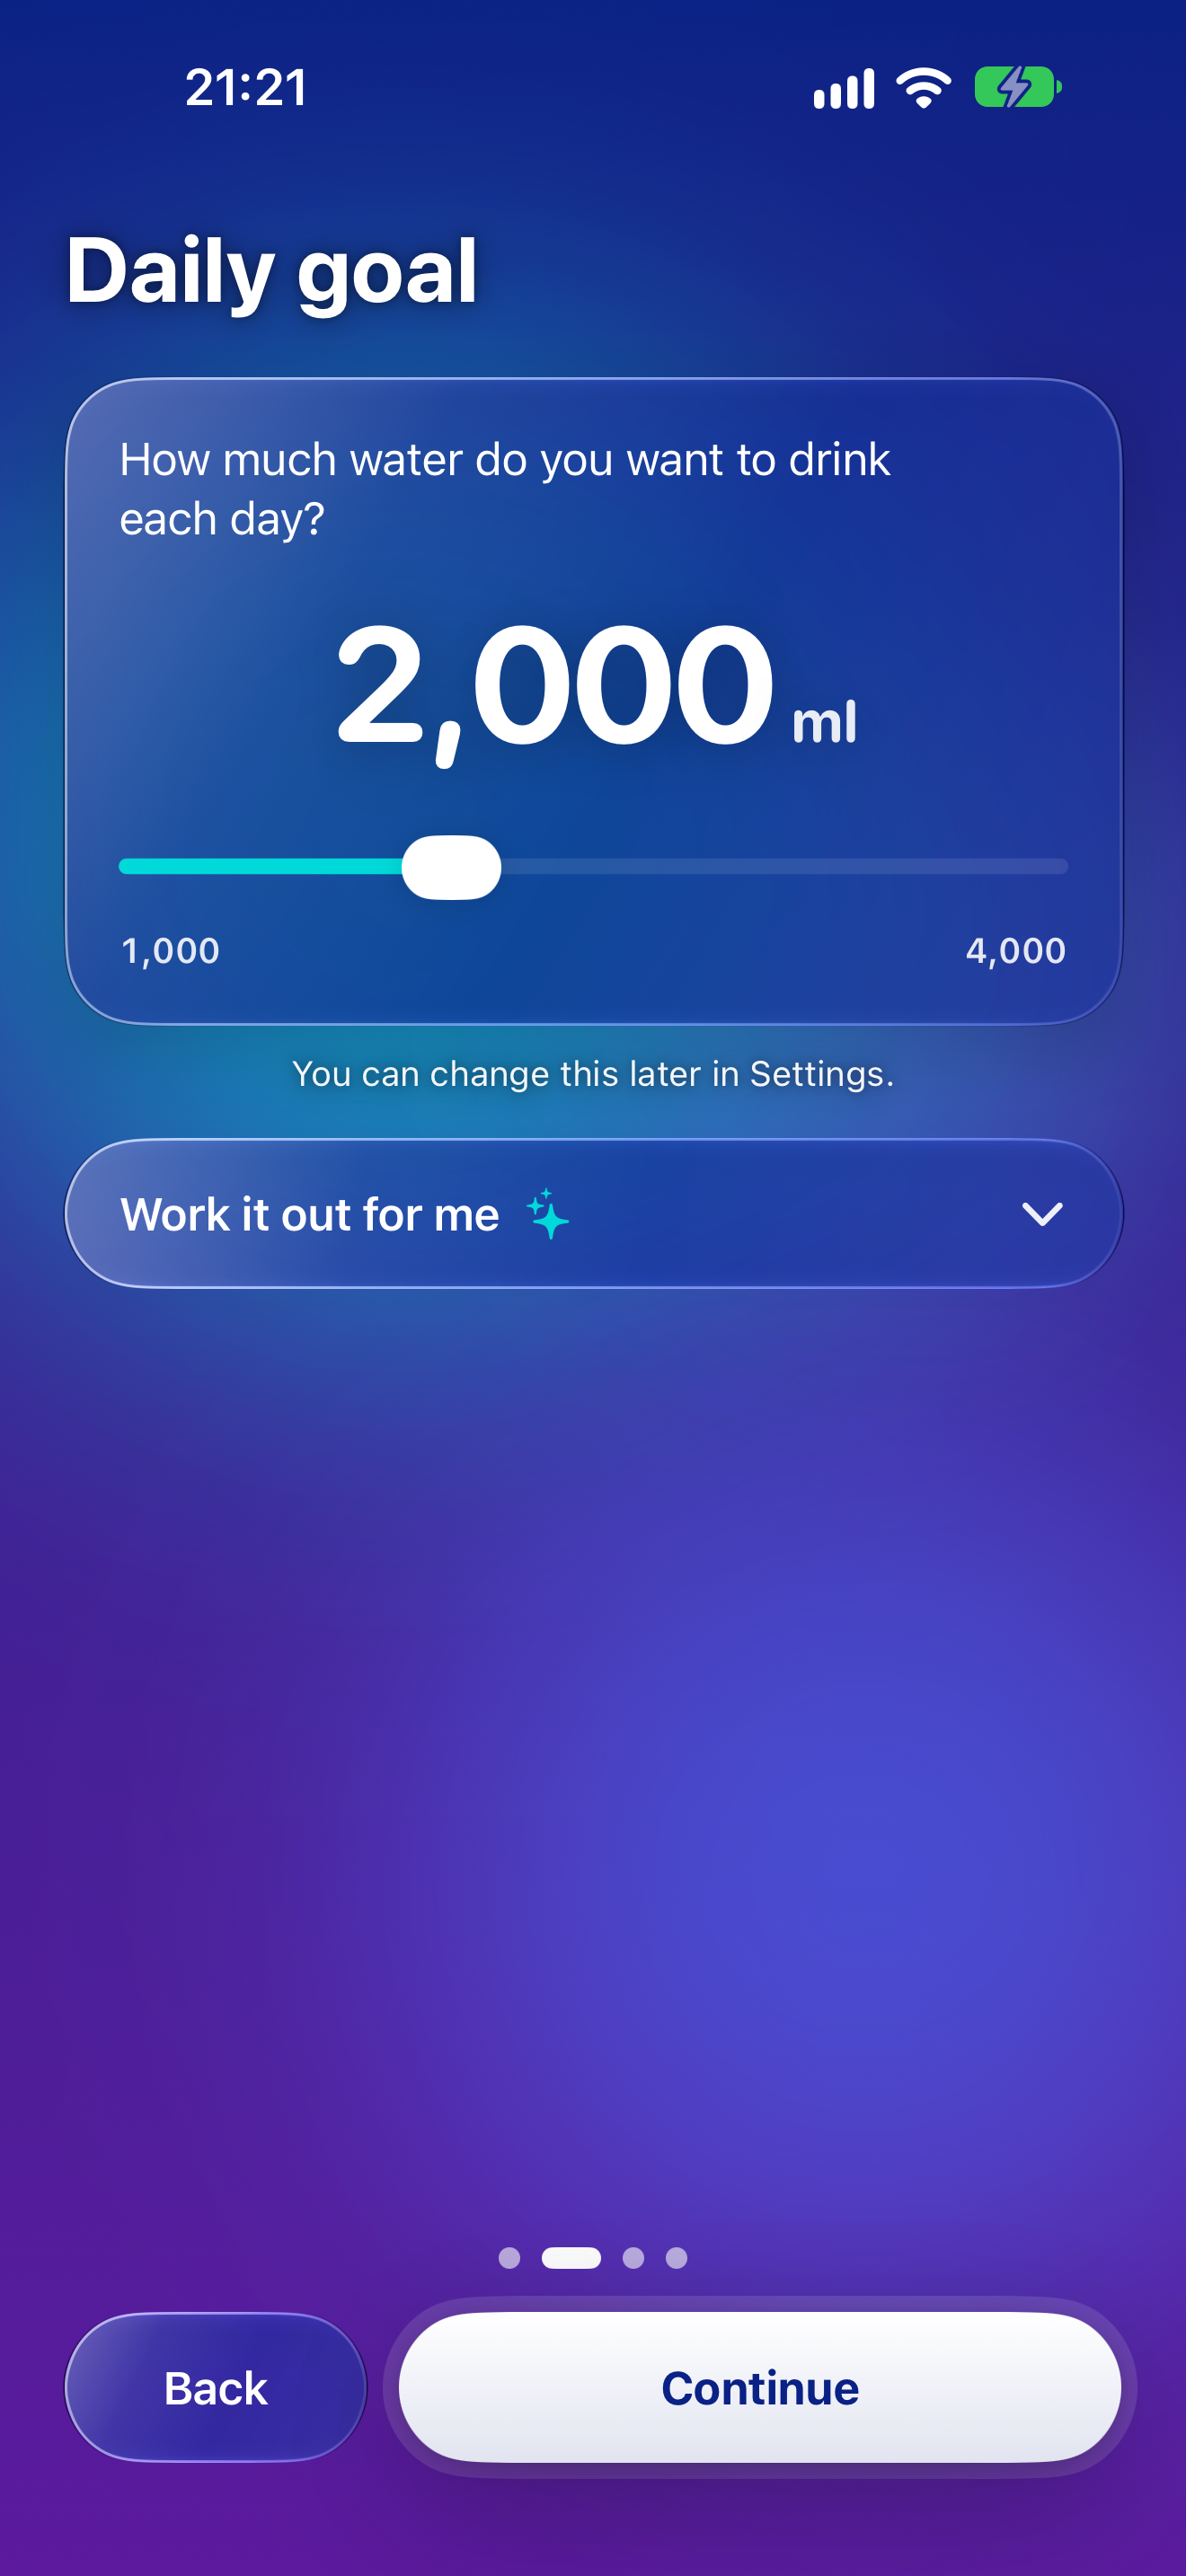 21:21
Daily goal
How much water do you want to drink
each day?
2,000 ml
1,000
4,000
You can change this later in Settings.
Work it out for me
Back
Continue